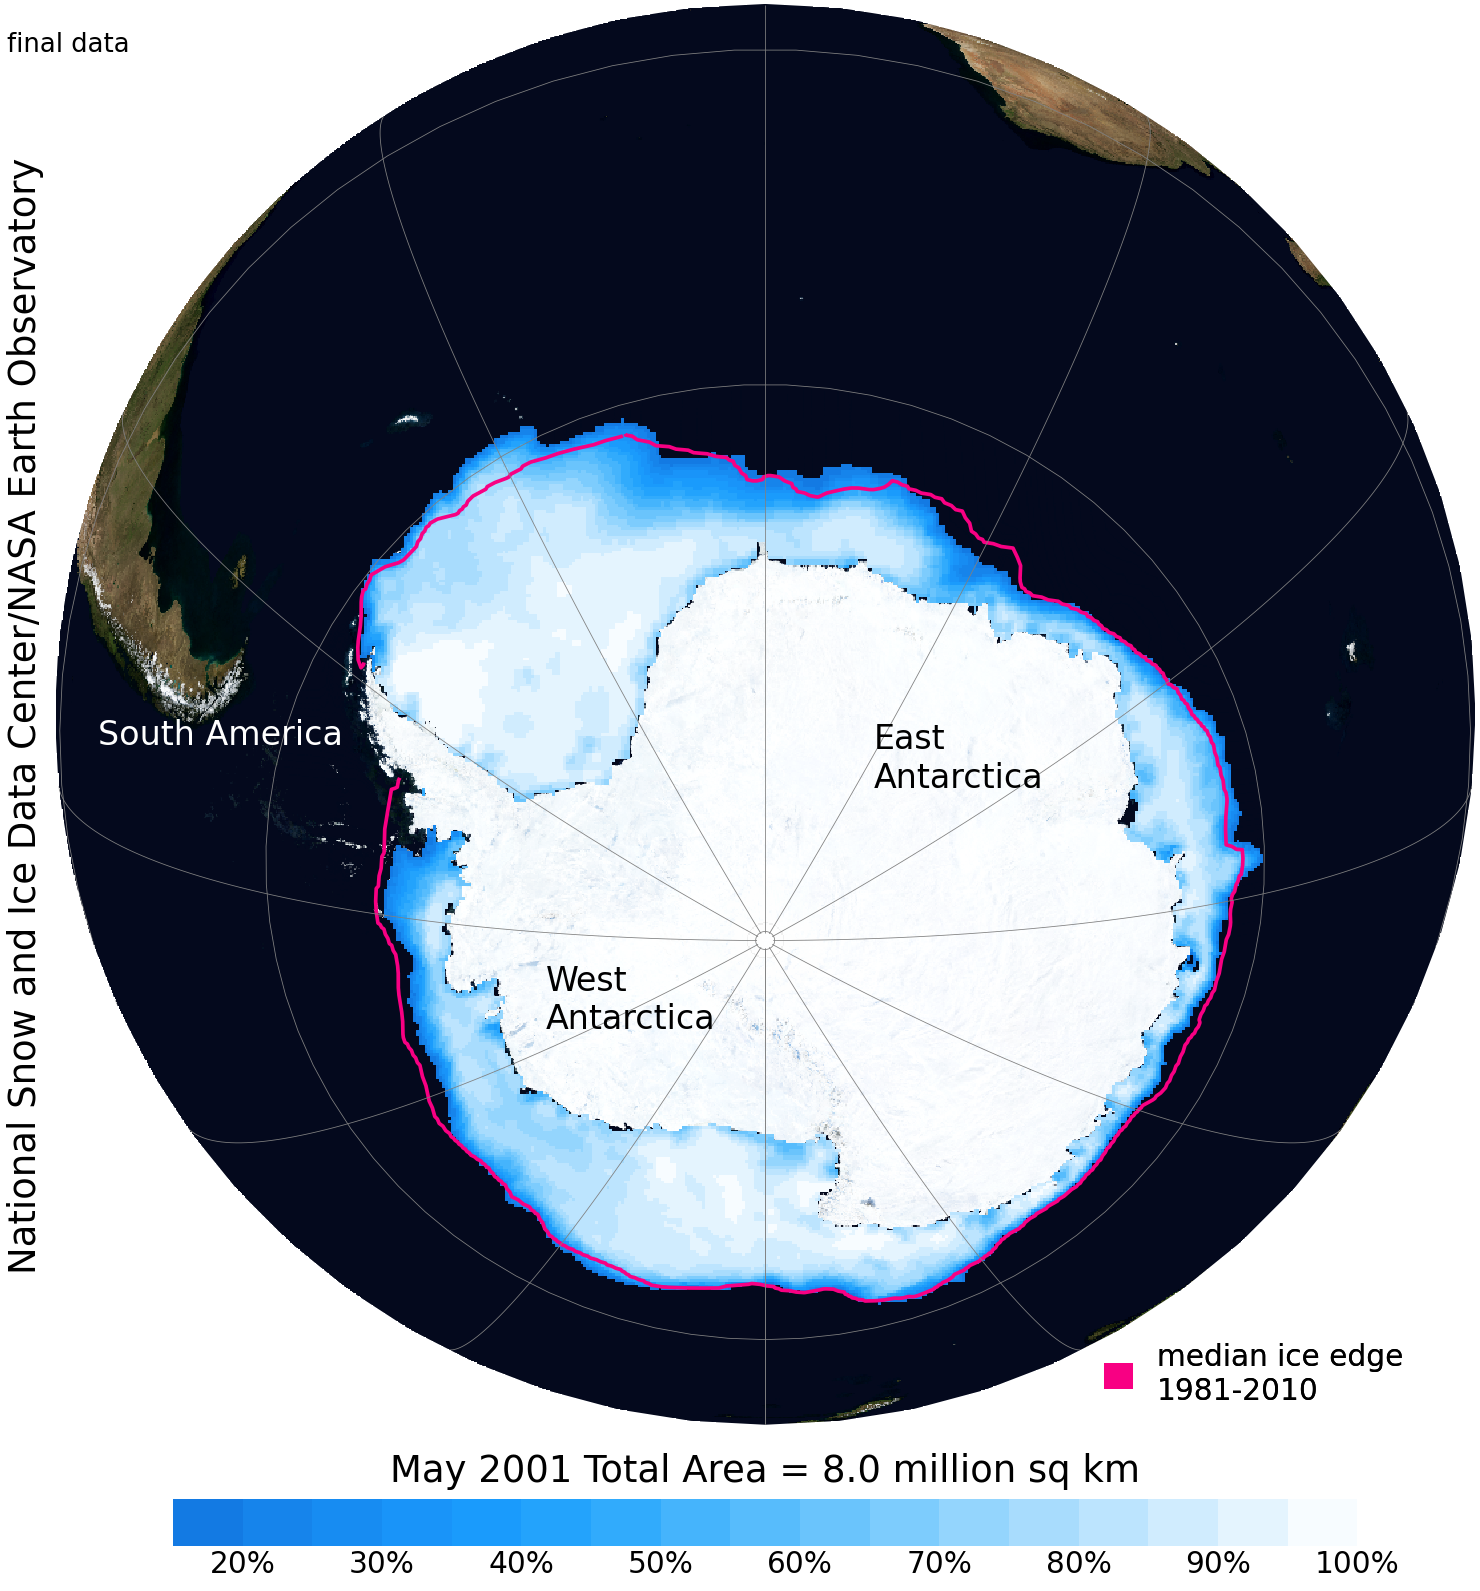 final data
National Snow and Ice Data Center/NASA Earth Observatory
South America
East
Antarctica
West
Antarctica
median ice edge
1981-2010
May 2001 Total Area = 8.0 million sq km
20% 30% 40% 50% 60% 70% 80% 90% 100%